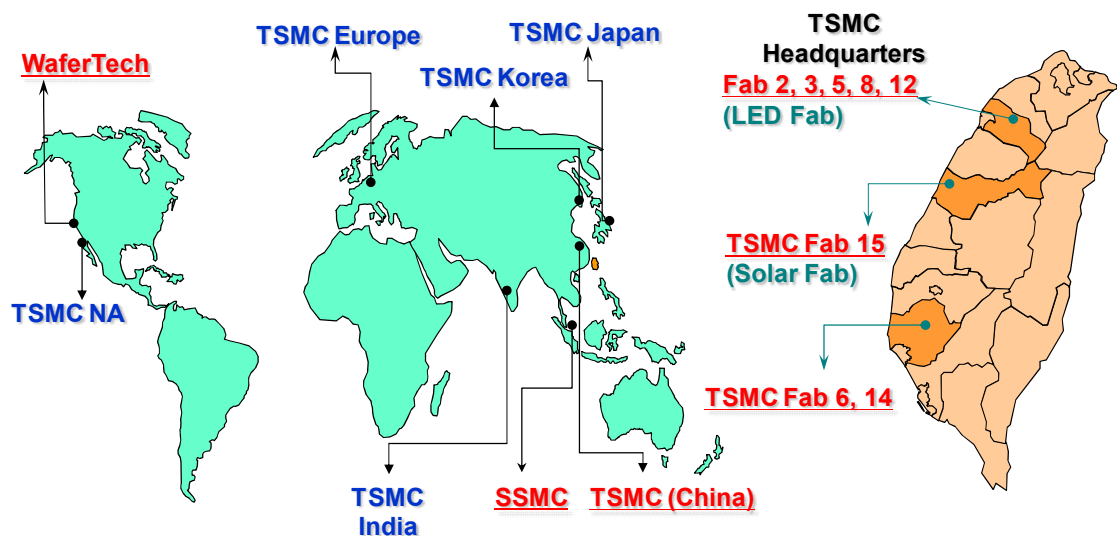 WaferTech
TSMC NA
TSMC Europe
TSMC Korea
TSMC Japan
TSMC
India
SSMC
TSMC (China)
TSMC
Headquarters
Fab 2, 3, 5, 8, 12
(LED Fab)
TSMC Fab 15
(Solar Fab)
TSMC Fab 6, 14